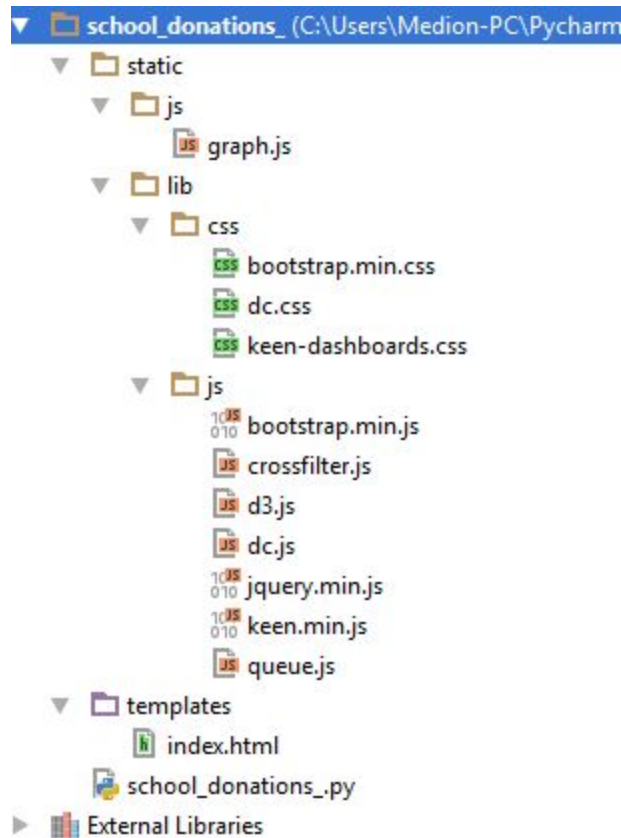 school_donations_ (C:\Users\Medion-PC\Pycharm
static
js
graph.js
lib
css
bootstrap.min.css
dc.css
keen-dashboards.css
js
bootstrap.min.js
crossfilter.js
d3.js
dc.js
jquery.min.js
keen.min.js
queue.js
templates
index.html
school_donations_.py
External Libraries